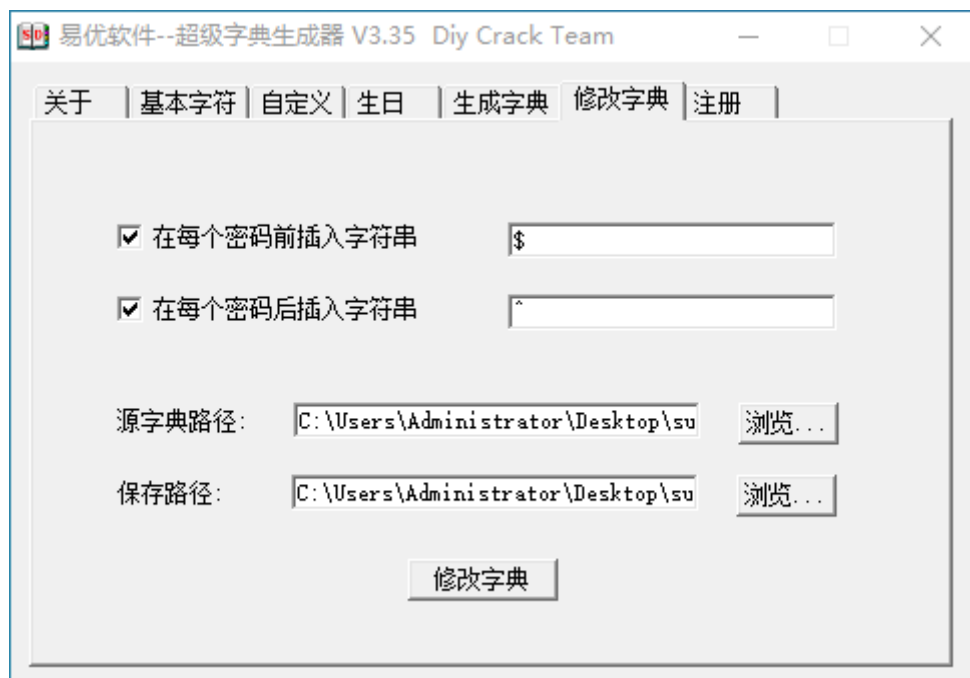 易优软件--超级字典生成器 V3.35 Diy Crack Team
关于 基本字符 自定义 生日 生成字典 修改字典 注册
在每个密码前插入字符串 $
在每个密码后插入字符串 ^
源字典路径: C:\Users\Administrator\Desktop\su 浏览...
保存路径: C:\Users\Administrator\Desktop\su 浏览...
修改字典